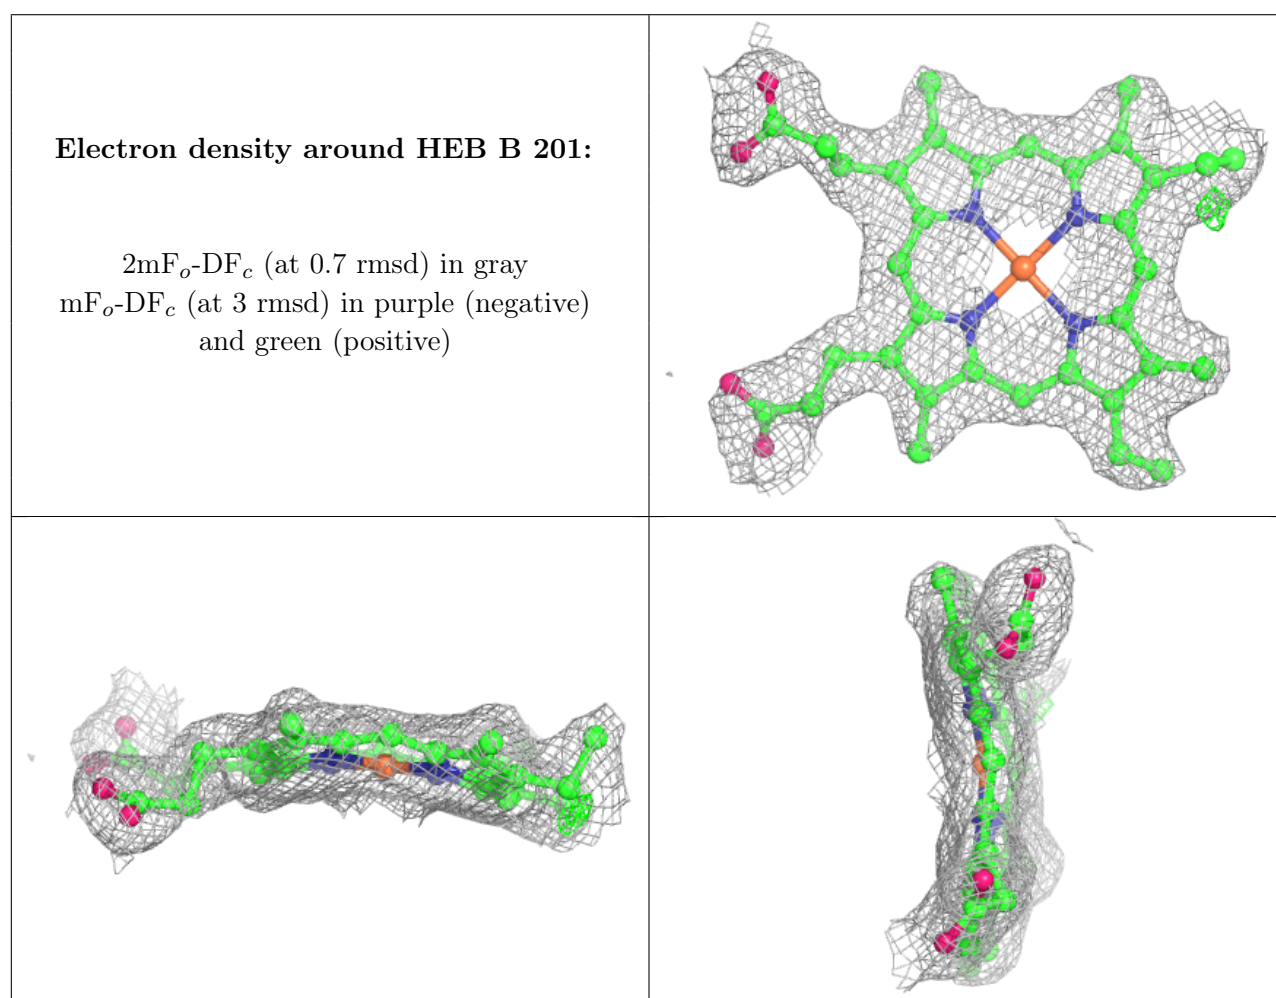 Electron density around HEB B 201:
2mFo-DFc (at 0.7 rmsd) in gray
mFo-DFc (at 3 rmsd) in purple (negative)
and green (positive)